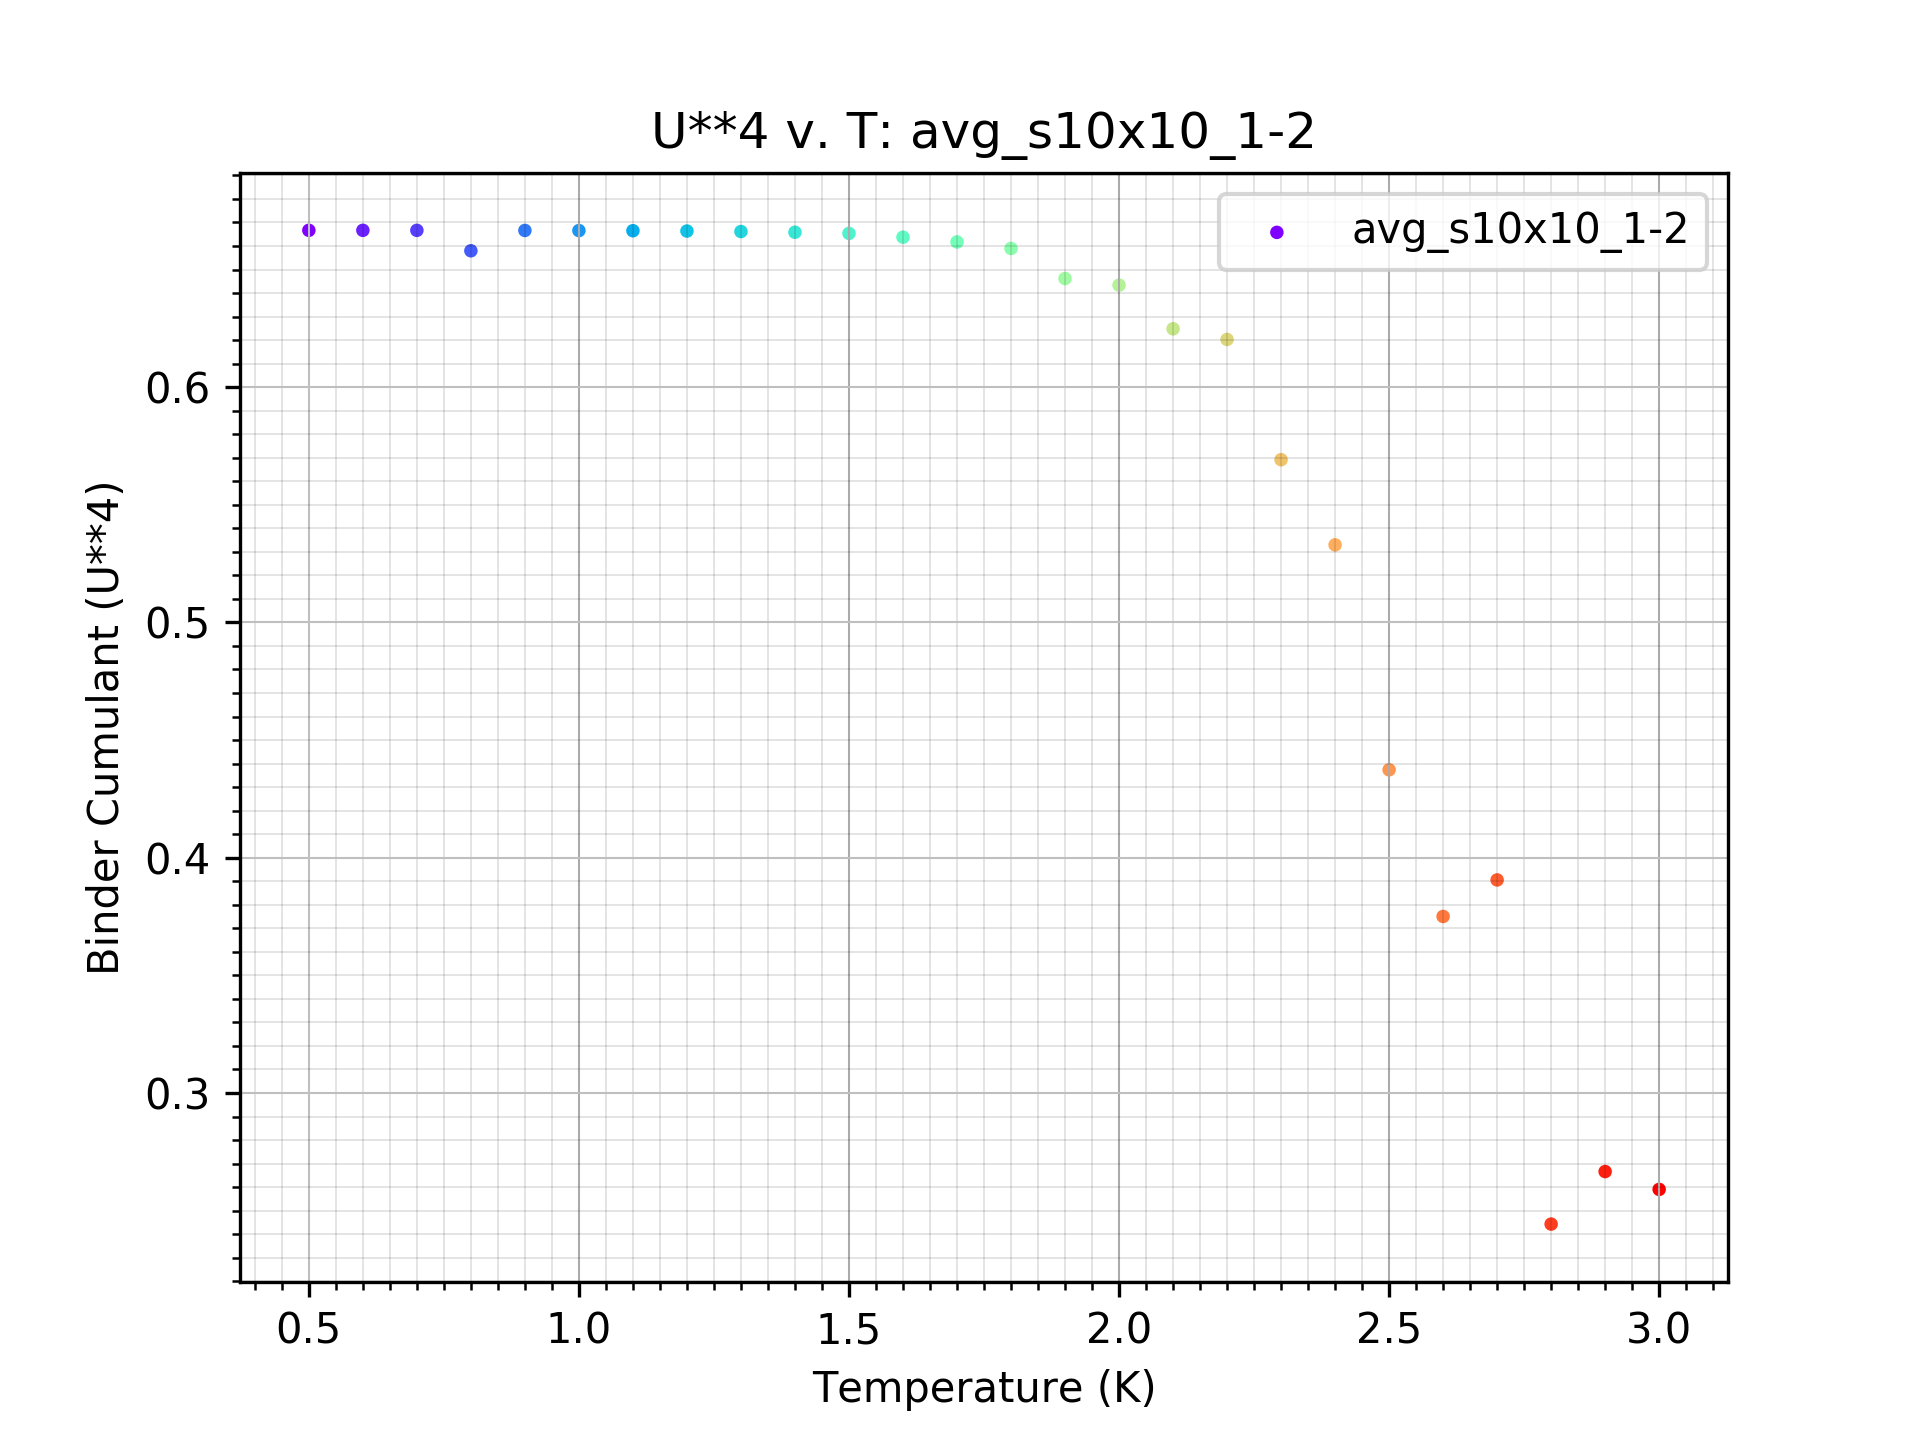 U**4 v. T: avg_s10x10_1-2
avg_s10x10_1-2
Binder Cumulant (U**4)
0.6
0.5
0.4
0.3
0.5 1.0 1.5 2.0 2.5 3.0
Temperature (K)